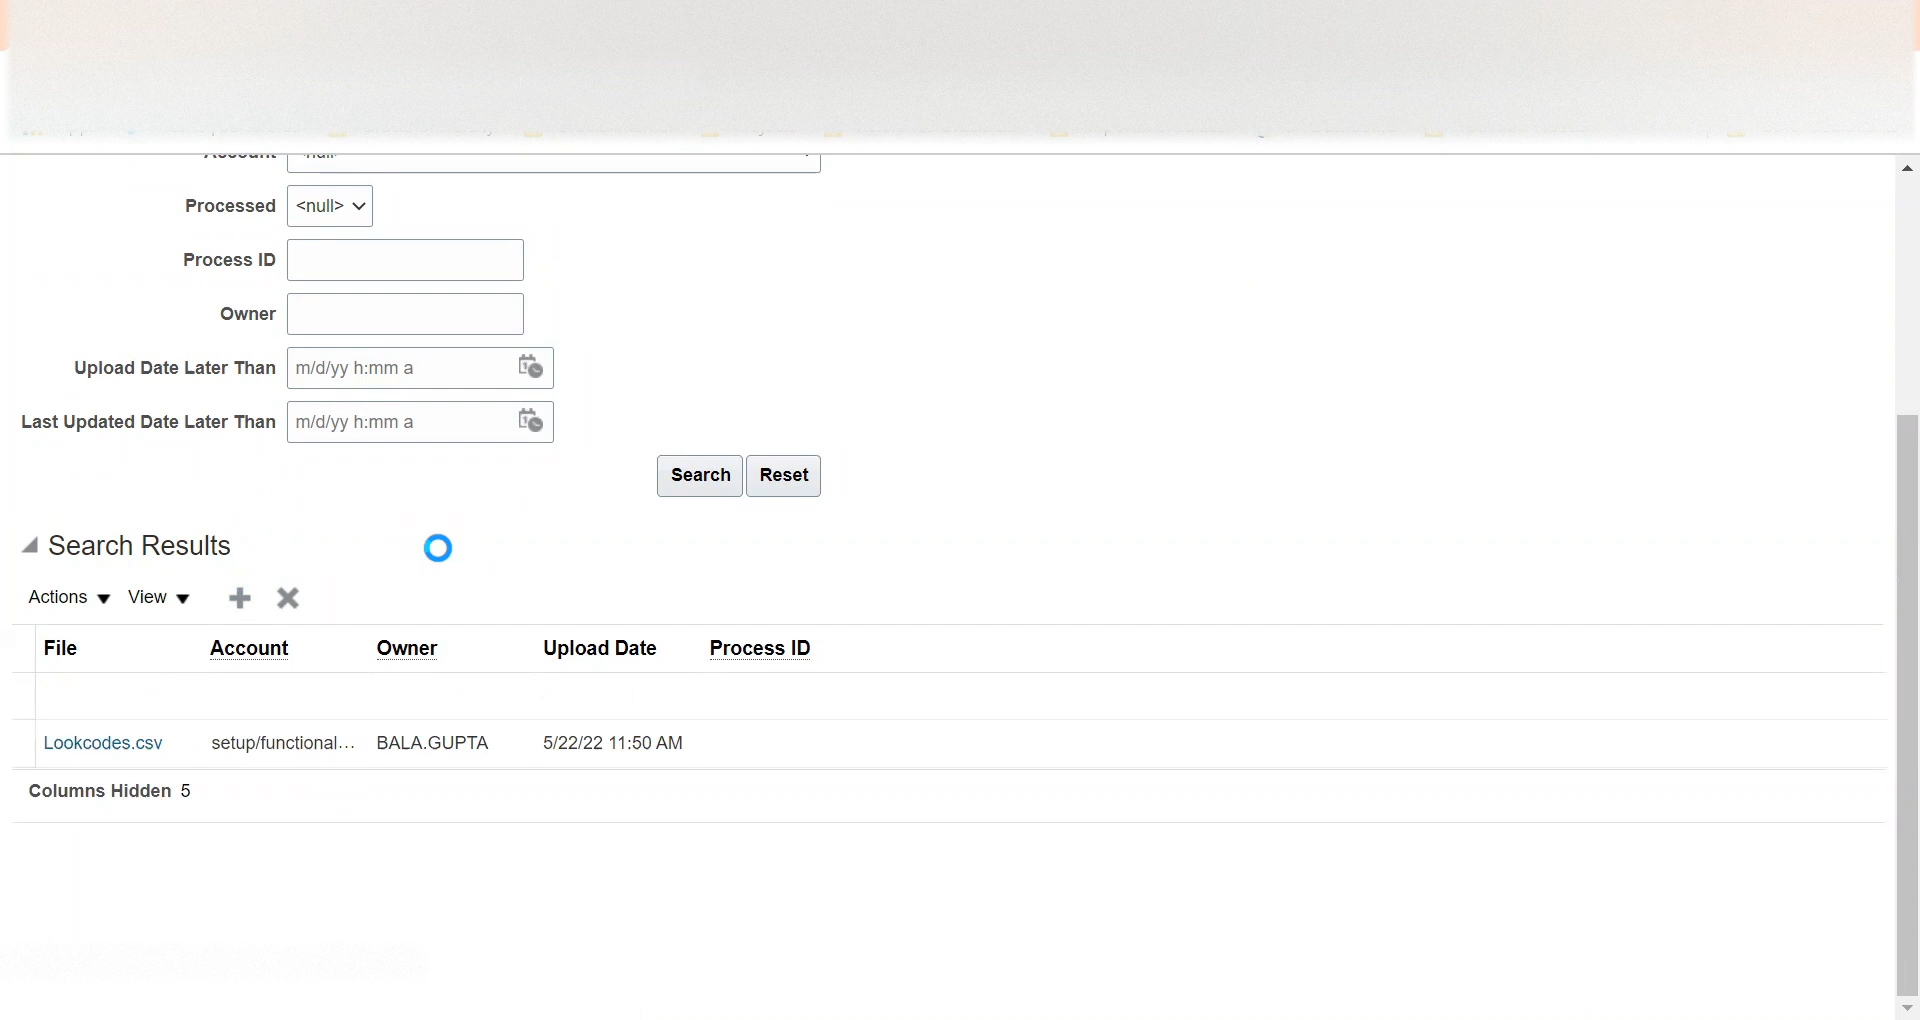 Account <null>
Processed <null>
Process ID
Owner
Upload Date Later Than m/d/yy h:mm a
Last Updated Date Later Than m/d/yy h:mm a
Search Reset
Search Results
Actions View
File Account Owner Upload Date Process ID
Lookcodes.csv setup/functional... BALA.GUPTA 5/22/22 11:50 AM
Columns Hidden 5